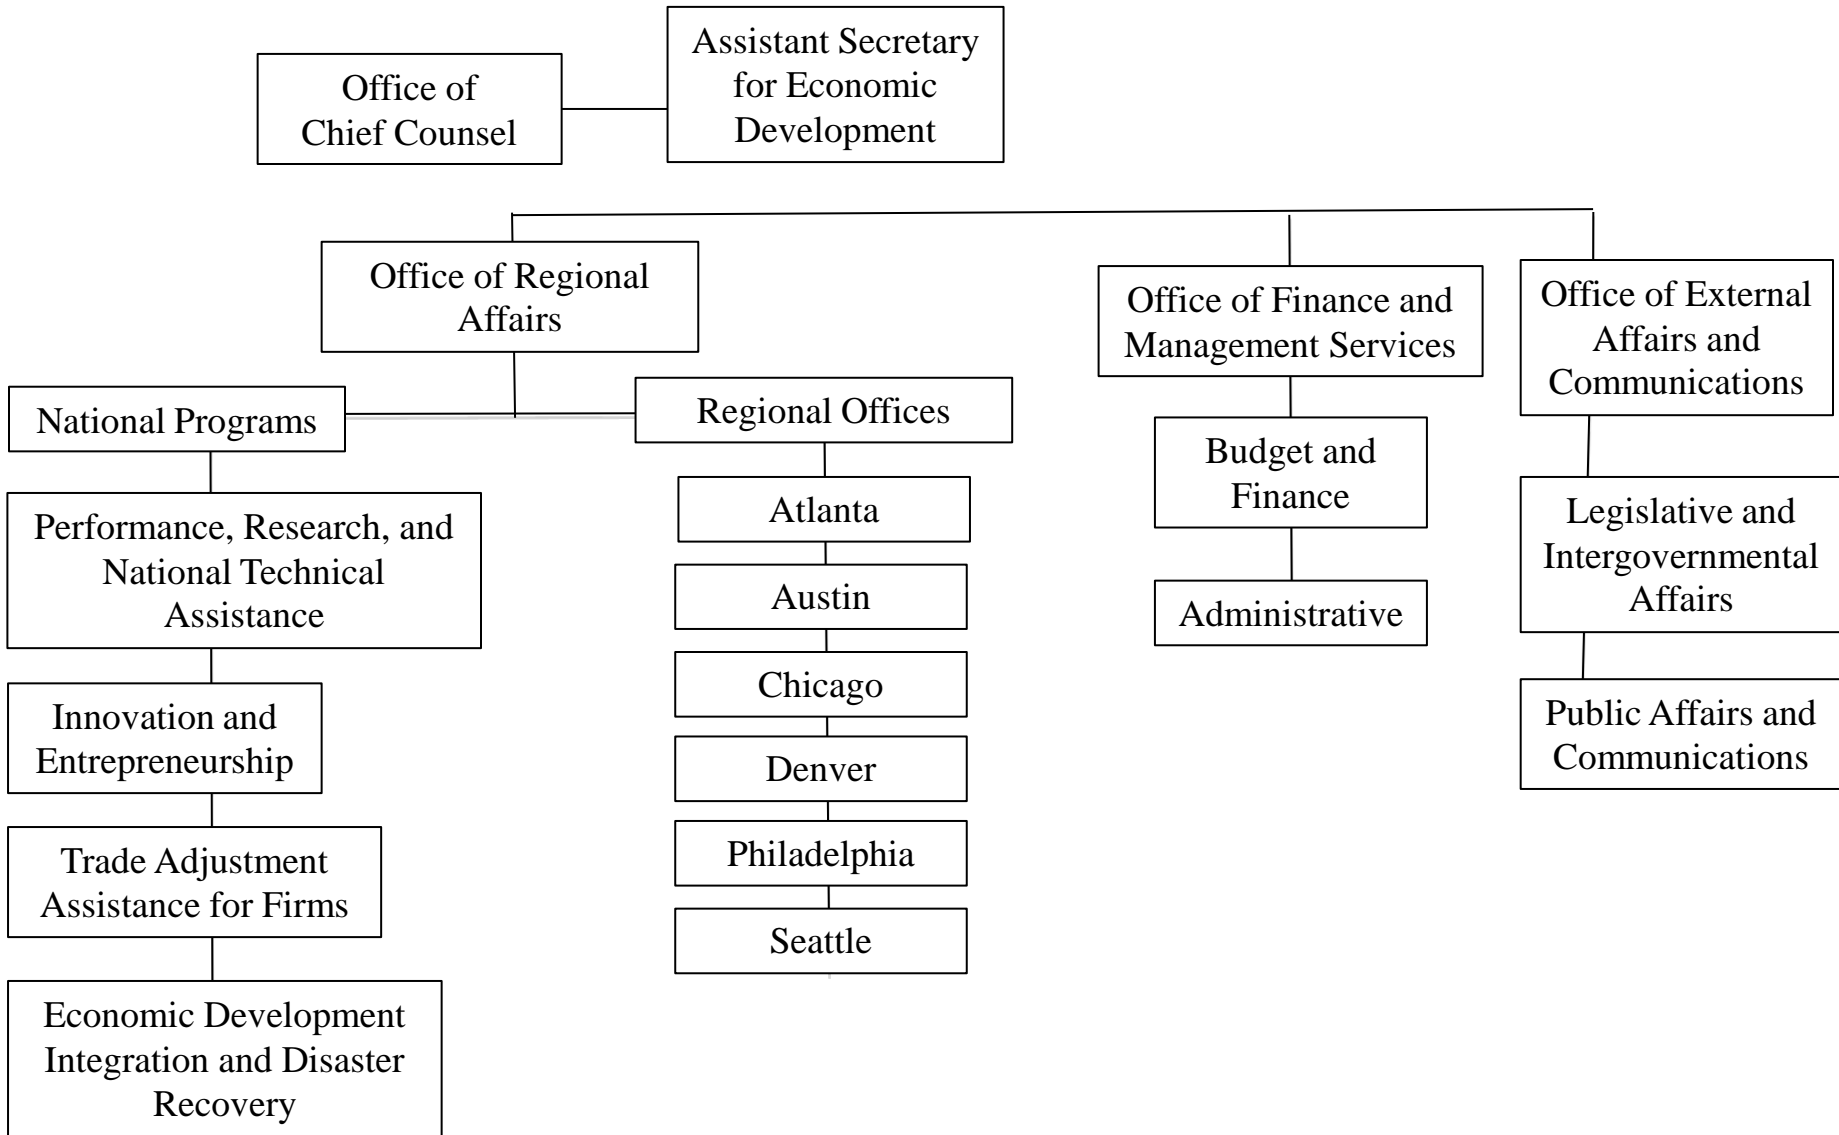 Office of
Chief Counsel
Assistant Secretary
for Economic
Development
Office of Regional
Affairs
National Programs
Performance, Research, and
National Technical
Assistance
Innovation and
Entrepreneurship
Trade Adjustment
Assistance for Firms
Economic Development
Integration and Disaster
Recovery
Regional Offices
Atlanta
Austin
Chicago
Denver
Philadelphia
Seattle
Office of Finance and
Management Services
Budget and
Finance
Administrative
Office of External
Affairs and
Communications
Legislative and
Intergovernmental
Affairs
Public Affairs and
Communications